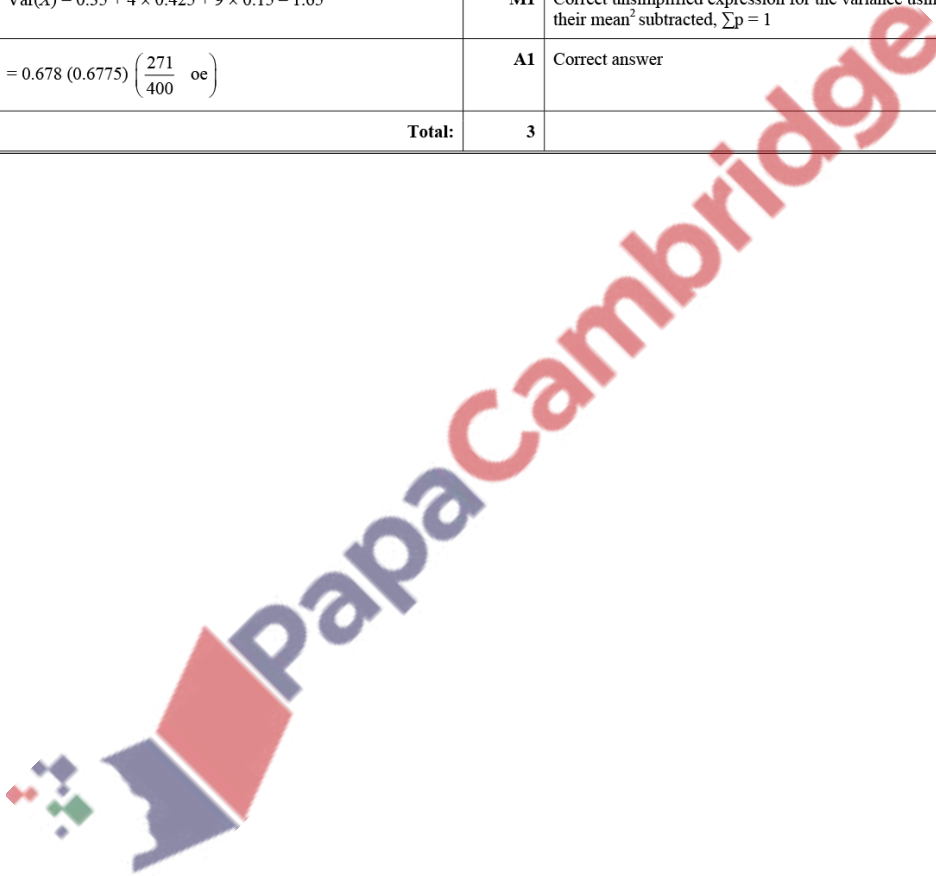 their mean² subtracted, ∑p = 1
= 0.678 (0.6775) (271/400 oe)
A1 Correct answer
Total: 3
PapaCambridge